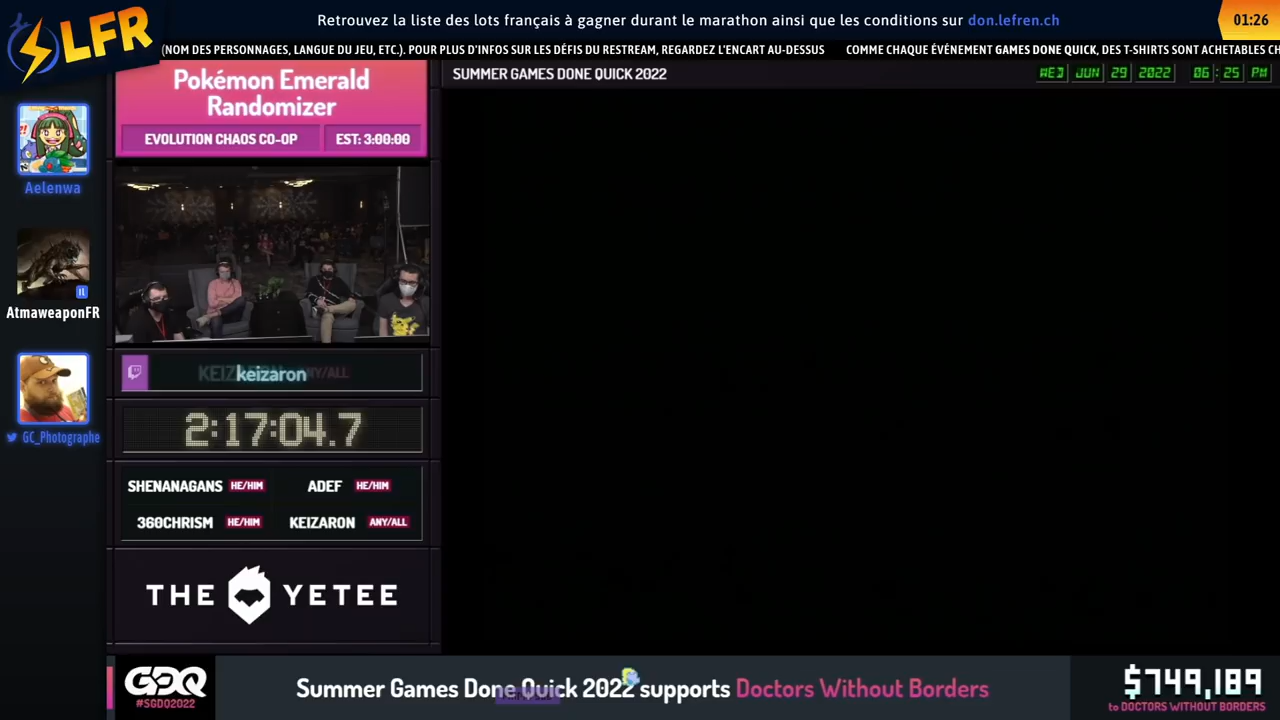 LFR
Retrouvez la liste des lots français à gagner durant le marathon ainsi que les conditions sur don.lefren.ch
01:26
(NOM DES PERSONNAGES, LANGUE DU JEU, ETC.). POUR PLUS D'INFOS SUR LES DÉFIS DU RESTREAM, REGARDEZ L'ENCART AU-DESSUS COMME CHAQUE ÉVÉNEMENT GAMES DONE QUICK, DES T-SHIRTS SONT ACHETABLES CH
Pokémon Emerald
Randomizer
EVOLUTION CHAOS CO-OP
EST: 3:00:00
SUMMER GAMES DONE QUICK 2022
WED JUN 29 2022 06:25 PM
Aelenwa
AtmaweaponFR
GC_Photographe
keizaron
KEIZARON ANY/ALL
2:17:04.7
SHENANAGANS HE/HIM
ADEF HE/HIM
360CHRISM HE/HIM
KEIZARON ANY/ALL
THE YETEE
GDQ
#SGDQ2022
Summer Games Done Quick 2022 supports Doctors Without Borders
$749,189
to DOCTORS WITHOUT BORDERS